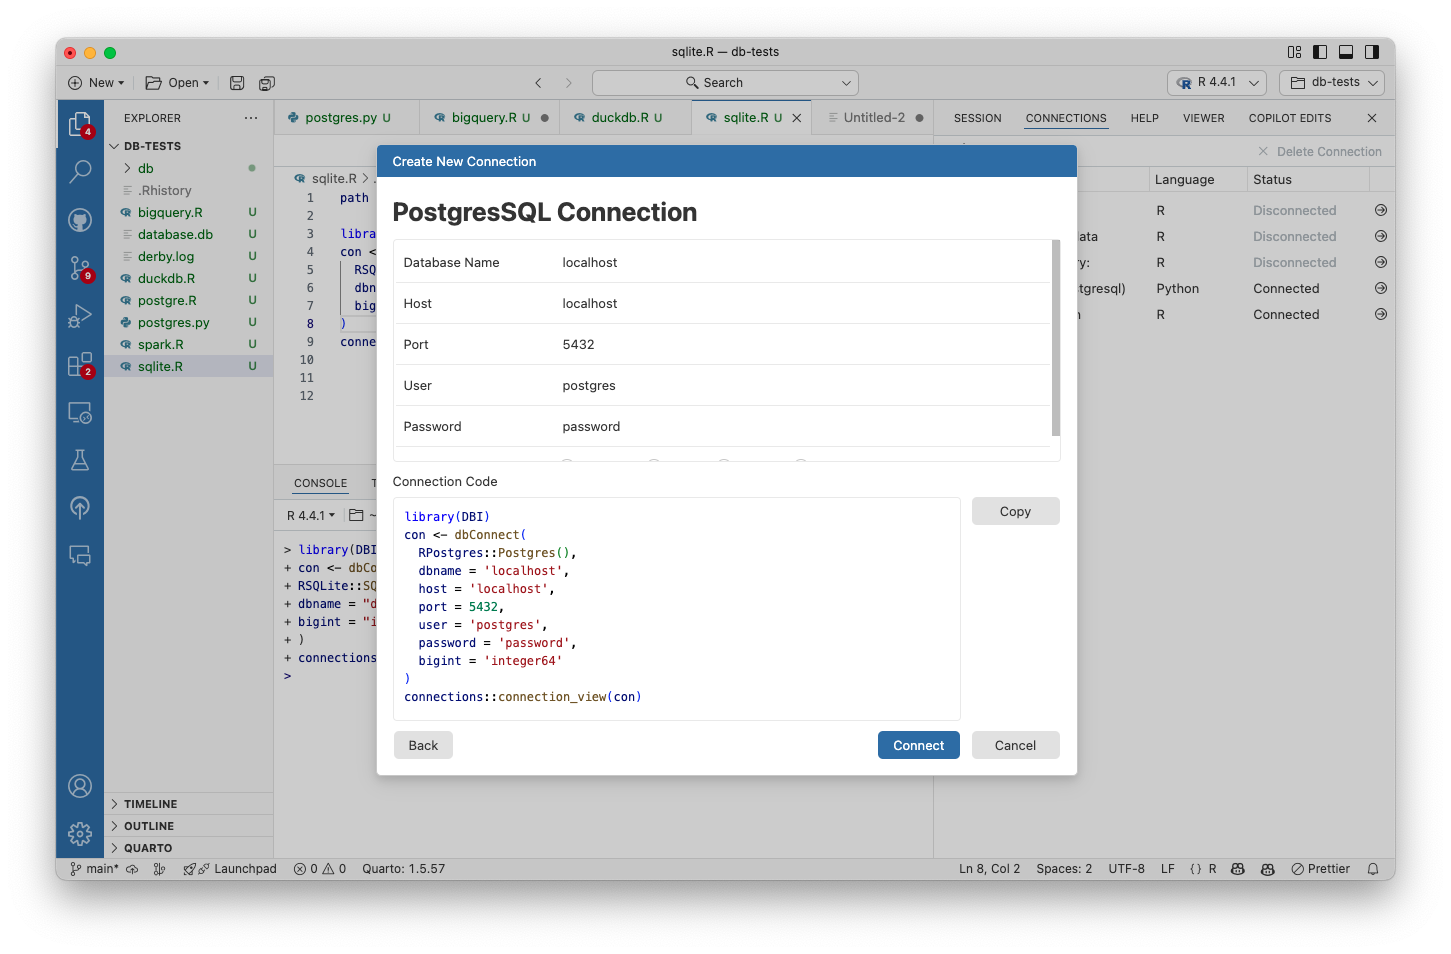 sqlite.R — db-tests
New
Open
Search
R 4.4.1
db-tests
EXPLORER
DB-TESTS
db
.Rhistory
bigquery.R U
database.db U
derby.log U
duckdb.R U
postgre.R U
postgres.py U
spark.R U
sqlite.R U
TIMELINE
OUTLINE
QUARTO
4
9
2
postgres.py U
bigquery.R U
duckdb.R U
sqlite.R U
Untitled-2
sqlite.R
1 path
2
3 libra
4 con <
5 RSQ
6 dbn
7 big
8 )
9 conne
10
11
12
CONSOLE
R 4.4.1 ~
> library(DBI
+ con <- dbCo
+ RSQLite::SQ
+ dbname = "d
+ bigint = "i
+ )
+ connections
>
SESSION CONNECTIONS HELP VIEWER COPILOT EDITS
Delete Connection
Language Status
R Disconnected
ata R Disconnected
ry: R Disconnected
tgresql) Python Connected
R Connected
Create New Connection
PostgresSQL Connection
Database Name localhost
Host localhost
Port 5432
User postgres
Password password
Connection Code
library(DBI)
con <- dbConnect(
RPostgres::Postgres(),
dbname = 'localhost',
host = 'localhost',
port = 5432,
user = 'postgres',
password = 'password',
bigint = 'integer64'
)
connections::connection_view(con)
Copy
Back
Connect
Cancel
main* Launchpad 0 0 Quarto: 1.5.57 Ln 8, Col 2 Spaces: 2 UTF-8 LF {} R Prettier